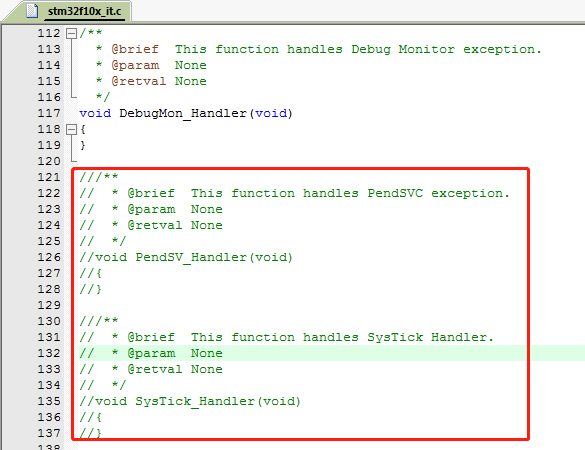 stm32f10x_it.c
112 /**
113   * @brief  This function handles Debug Monitor exception.
114   * @param  None
115   * @retval None
116   */
117 void DebugMon_Handler(void)
118 {
119 }
120
121 ///**
122 //  * @brief  This function handles PendSVC exception.
123 //  * @param  None
124 //  * @retval None
125 //  */
126 //void PendSV_Handler(void)
127 //{
128 //}
129
130 ///**
131 //  * @brief  This function handles SysTick Handler.
132 //  * @param  None
133 //  * @retval None
134 //  */
135 //void SysTick_Handler(void)
136 //{
137 //}
138